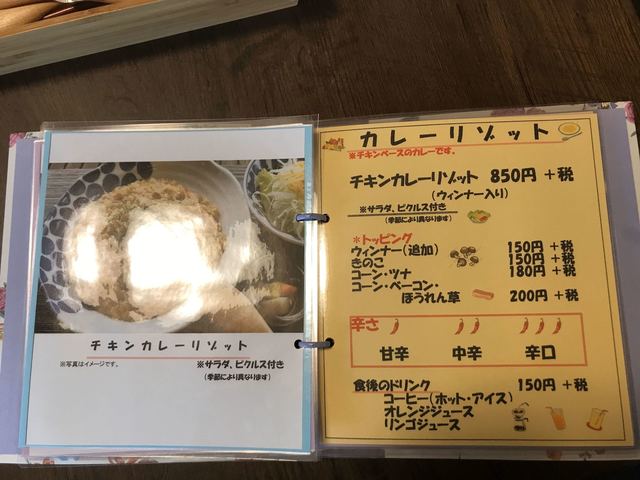 チキンカレーリゾット
※写真はイメージです。
※サラダ、ピクルス付き
(季節により異なります)
カレーリゾット
※チキンベースのカレーです。
チキンカレーリゾット 850円 +税
(ウィンナー入り)
※サラダ、ピクルス付き
(季節により異なります)
*トッピング
ウィンナー(追加) 150円 +税
きのこ 150円 +税
コーン・ツナ 180円 +税
コーン・ベーコン・
ほうれん草 200円 +税
辛さ
甘辛 中辛 辛口
食後のドリンク 150円 +税
コーヒー(ホット・アイス)
オレンジジュース
リンゴジュース